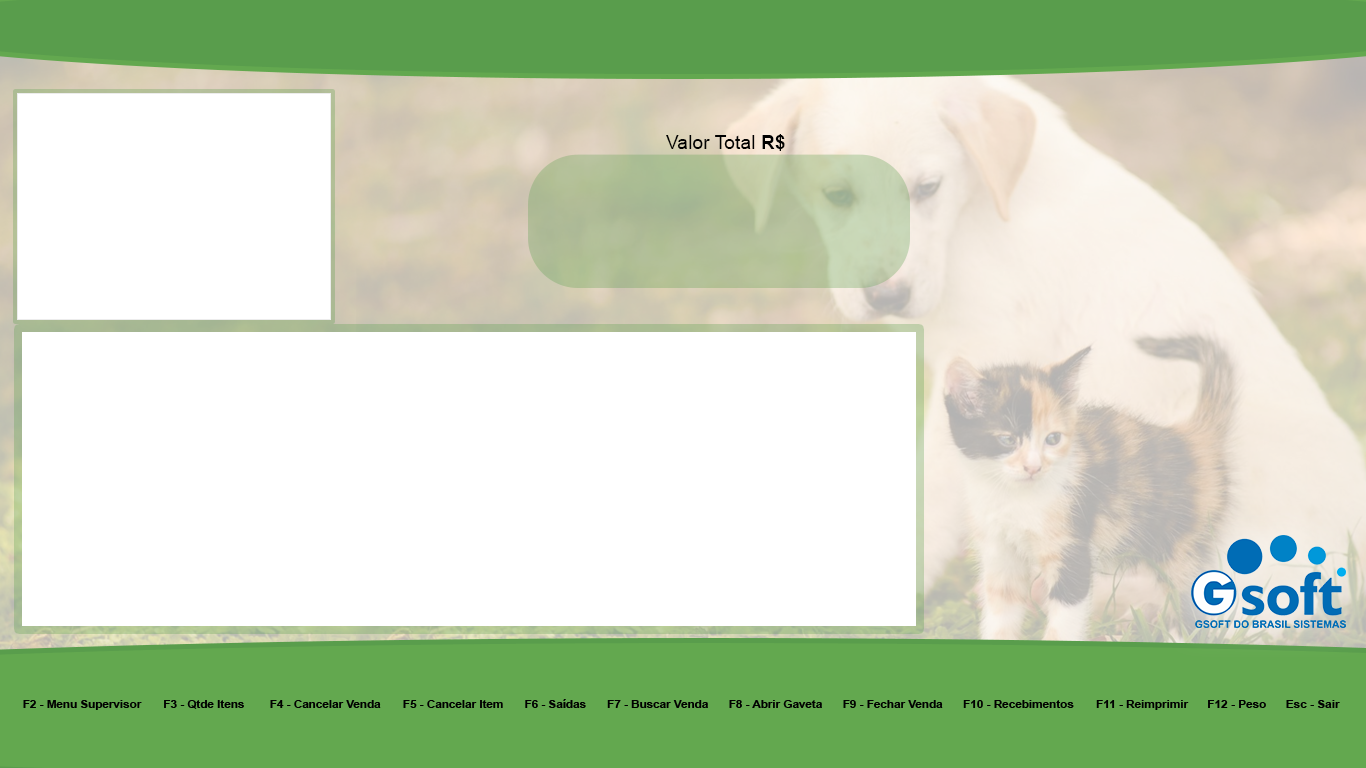 Valor Total R$
Gsoft
GSOFT DO BRASIL SISTEMAS
F2 - Menu Supervisor F3 - Qtde Itens F4 - Cancelar Venda F5 - Cancelar Item F6 - Saídas F7 - Buscar Venda F8 - Abrir Gaveta F9 - Fechar Venda F10 - Recebimentos F11 - Reimprimir F12 - Peso Esc - Sair